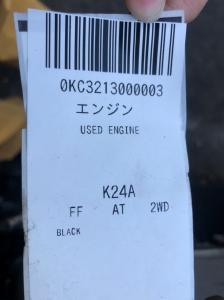 0KC3213000003
エンジン
USED ENGINE
K24A
FF AT 2WD
BLACK